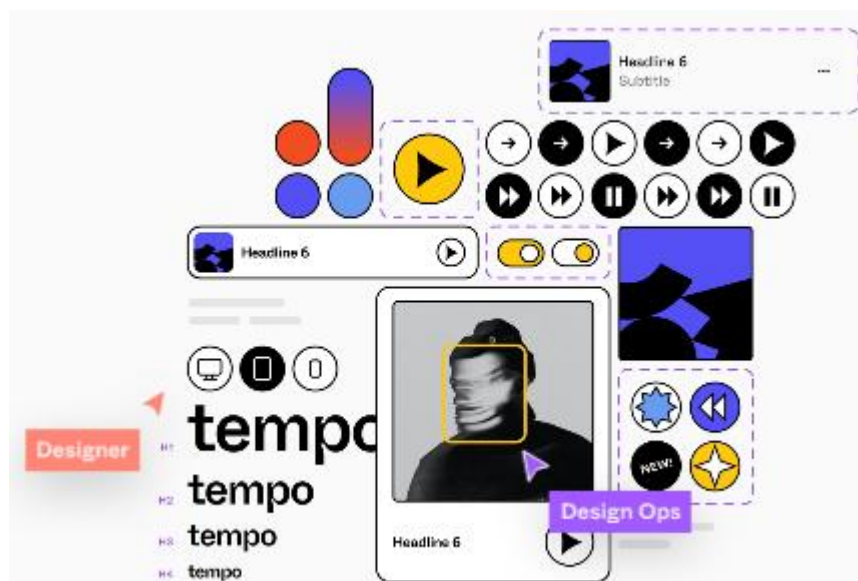 Headline 6
Subtitle
Headline 6
Designer
H1 tempo
H2 tempo
H3 tempo
H4 tempo
NEW!
Design Ops
Headline 6